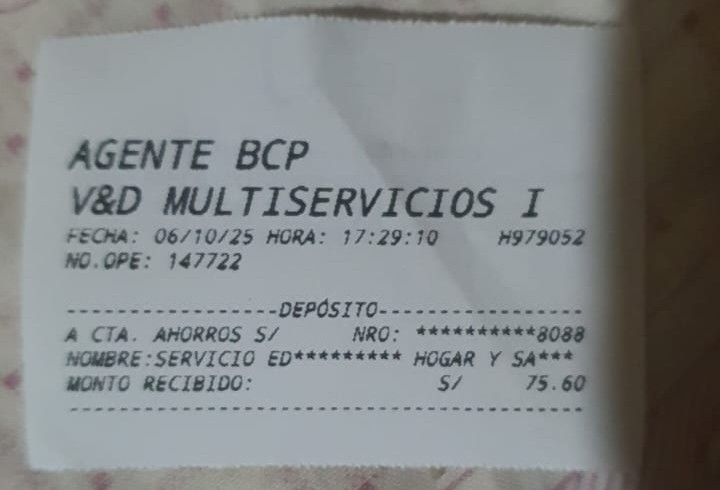 AGENTE BCP
V&D MULTISERVICIOS I
FECHA: 06/10/25 HORA: 17:29:10 H979052
NO.OPE: 147722
------------------DEPÓSITO------------------
A CTA. AHORROS S/ NRO: **********8088
NOMBRE:SERVICIO ED********* HOGAR Y SA***
MONTO RECIBIDO: S/ 75.60
--------------------------------------------